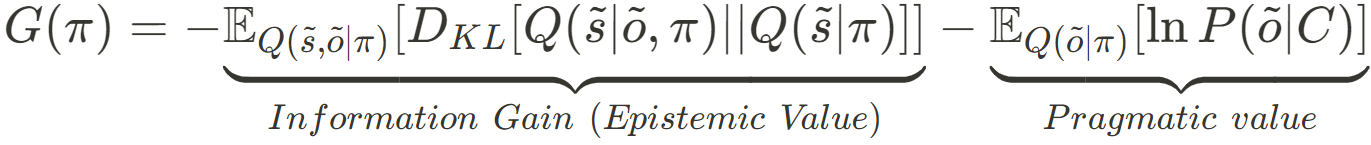 G(π) = −𝔼_{Q(s̃,õ|π)}[D_{KL}[Q(s̃|õ, π)||Q(s̃|π)]] − 𝔼_{Q(õ|π)}[ln P(õ|C)]
Information Gain (Epistemic Value) Pragmatic value